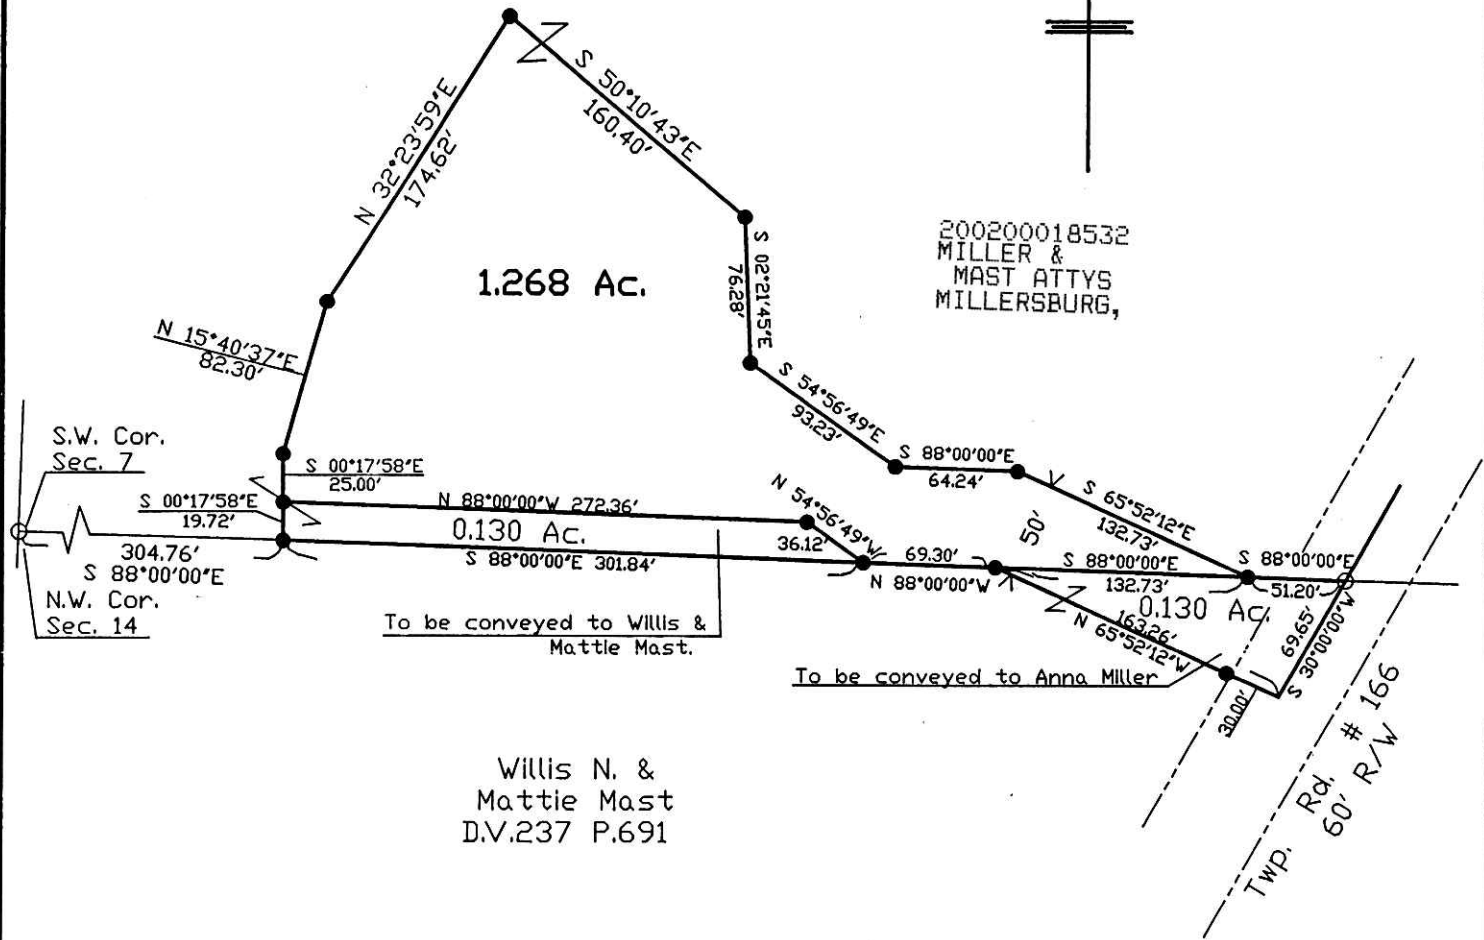 S 50°10'43"E
160.40'
N 32°23'59"E
174.62'
200200018532
MILLER &
MAST ATTYS
MILLERSBURG,
S 02°21'45"E
76.28'
1.268 Ac.
N 15°40'37"E
82.30'
S 54°56'49"E
93.23'
S.W. Cor.
Sec. 7
S 00°17'58"E
25.00'
S 88°00'00"E
64.24'
S 00°17'58"E
19.72'
N 88°00'00"W 272.36'
N 54°56'49"W
36.12'
50'
S 65°52'12"E
132.73'
0.130 Ac.
304.76'
S 88°00'00"E
S 88°00'00"E 301.84'
69.30'
N 88°00'00"W
S 88°00'00"E
132.73'
S 88°00'00"E
51.20'
N.W. Cor.
Sec. 14
0.130 Ac.
163.26'
N 65°52'12"W
69.65'
S 30°00'00"W
To be conveyed to Willis &
Mattie Mast.
To be conveyed to Anna Miller
30.00'
Twp. Rd. # 166
60' R/W
Willis N. &
Mattie Mast
D.V.237 P.691